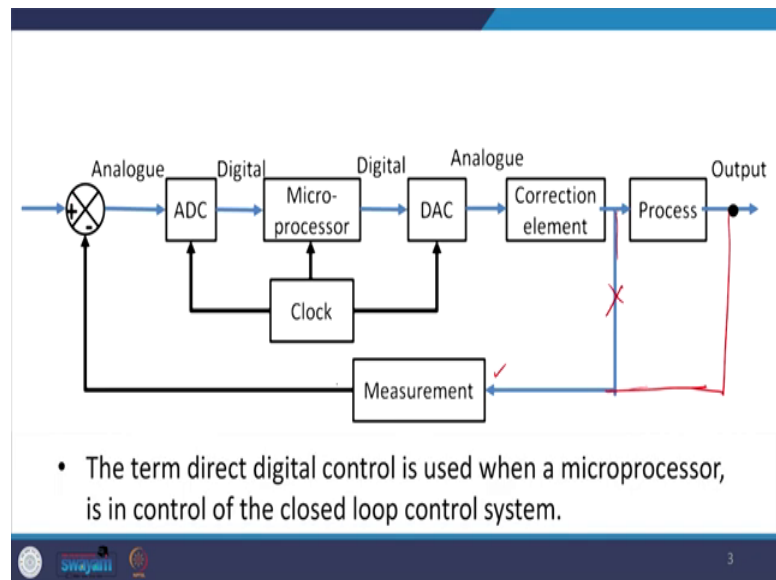 Analogue
Digital
Digital
Analogue
Output
+
-
ADC
Micro-
processor
DAC
Correction
element
Process
Clock
Measurement
• The term direct digital control is used when a microprocessor,
is in control of the closed loop control system.
swayam
3